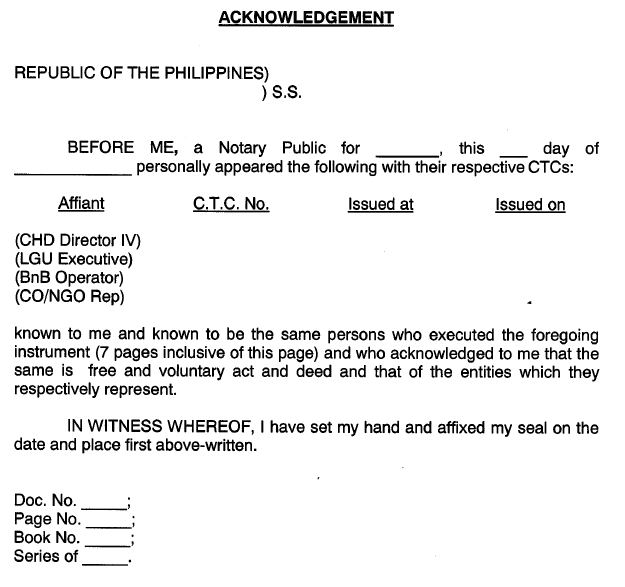 ACKNOWLEDGEMENT
REPUBLIC OF THE PHILIPPINES)
) S.S.
BEFORE ME, a Notary Public for _______, this ___ day of
_____________ personally appeared the following with their respective CTCs:
Affiant C.T.C. No. Issued at Issued on
(CHD Director IV)
(LGU Executive)
(BnB Operator)
(CO/NGO Rep)
known to me and known to be the same persons who executed the foregoing
instrument (7 pages inclusive of this page) and who acknowledged to me that the
same is free and voluntary act and deed and that of the entities which they
respectively represent.
IN WITNESS WHEREOF, I have set my hand and affixed my seal on the
date and place first above-written.
Doc. No. _____;
Page No. _____;
Book No. _____;
Series of _____.